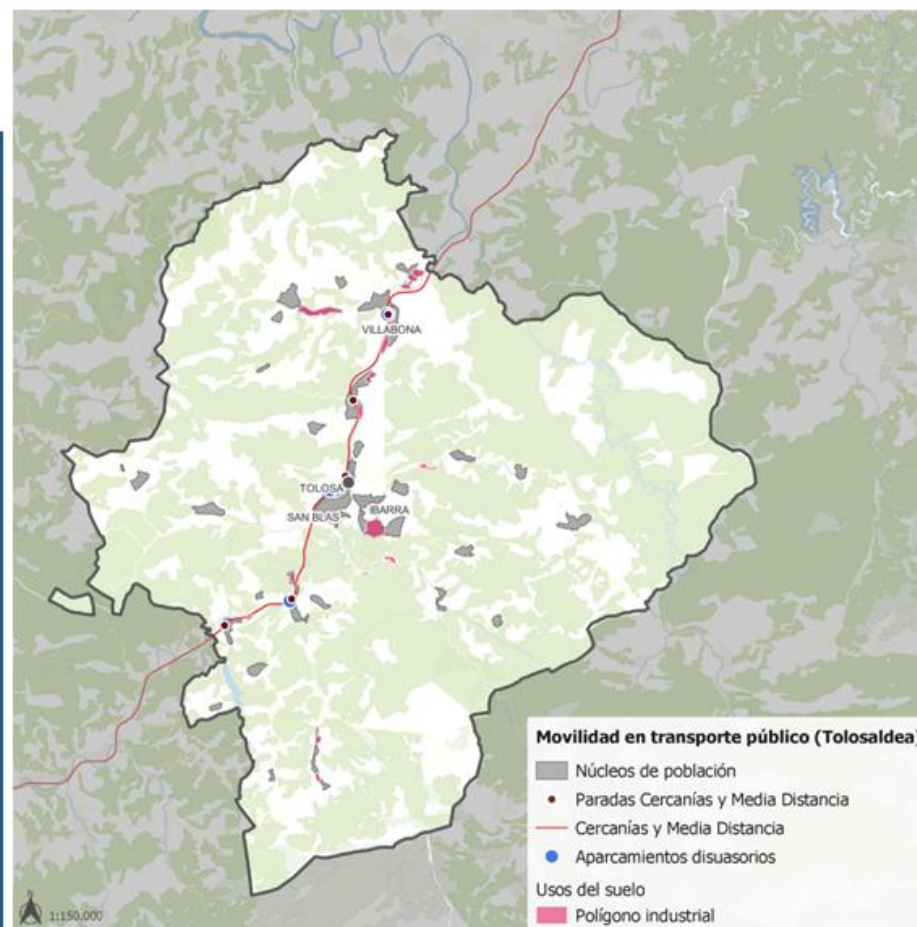 VILLABONA
TOLOSA
SAN BLAS
IBARRA
Movilidad en transporte público (Tolosaldea)
Núcleos de población
Paradas Cercanías y Media Distancia
Cercanías y Media Distancia
Aparcamientos disuasorios
Usos del suelo
Polígono industrial
N
1:150.000